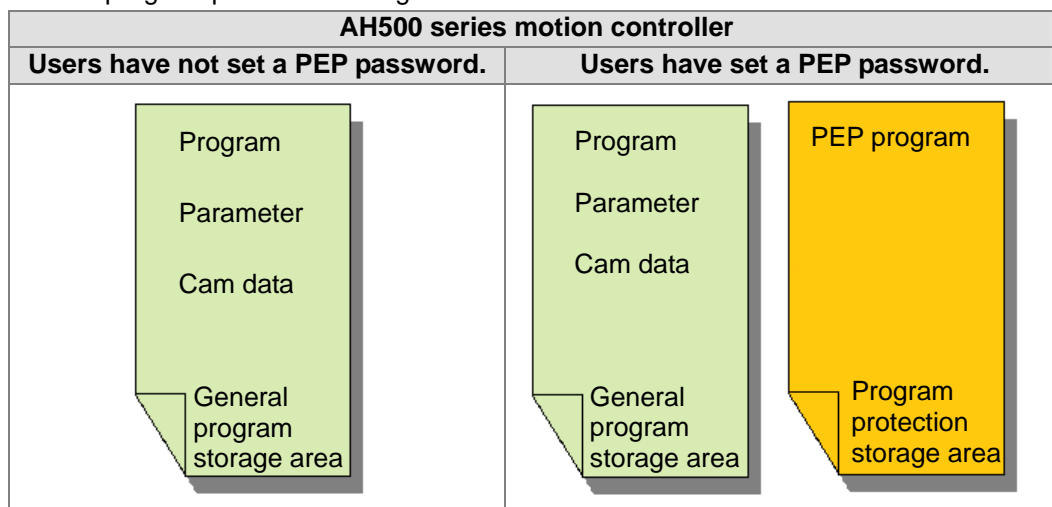 AH500 series motion controller
Users have not set a PEP password.
Users have set a PEP password.
Program
Parameter
Cam data
General
program
storage area
Program
Parameter
Cam data
General
program
storage area
PEP program
Program
protection
storage area